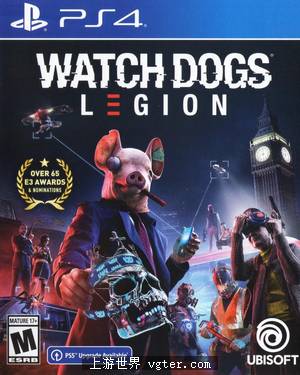 PS4
WATCH DOGS
LEGION
OVER 65
E3 AWARDS
& NOMINATIONS
MATURE 17+
M
ESRB
PS5 Upgrade Available
UBISOFT
上游世界 vgter.com